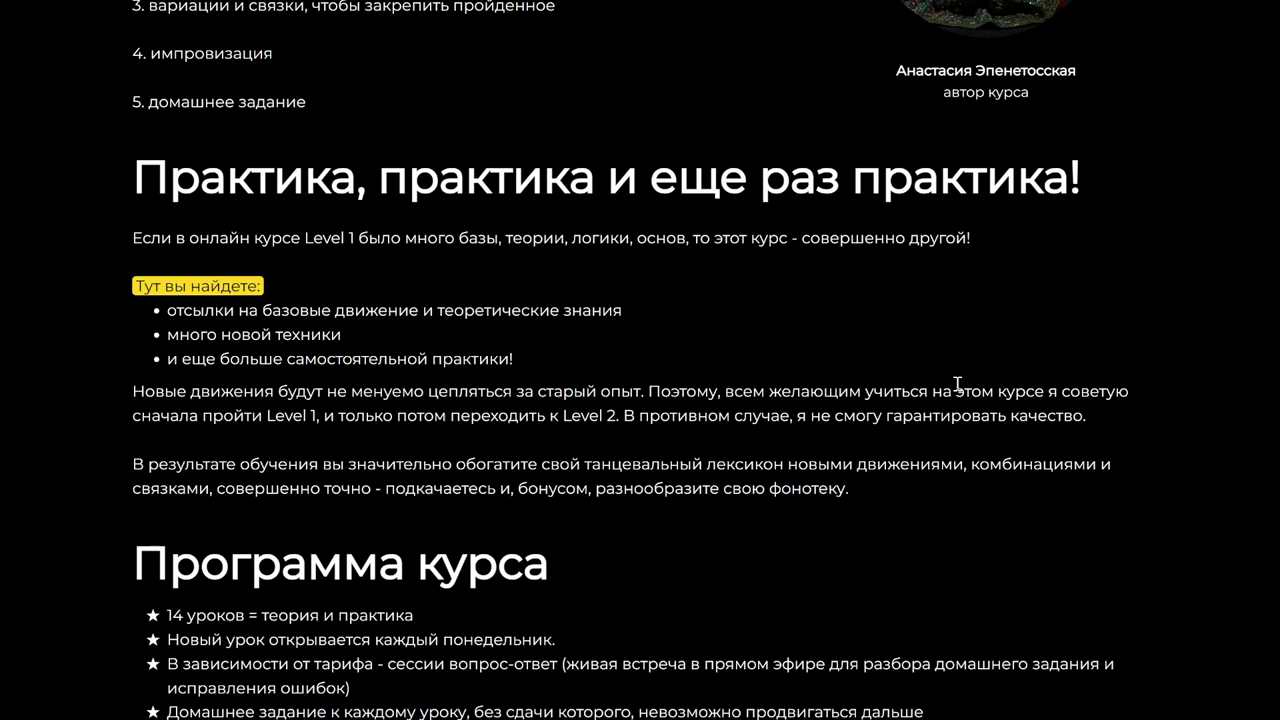 3. вариации и связки, чтобы закрепить пройденное
4. импровизация
5. домашнее задание
Анастасия Эпенетосская
автор курса
Практика, практика и еще раз практика!
Если в онлайн курсе Level 1 было много базы, теории, логики, основ, то этот курс - совершенно другой!
Тут вы найдете:
• отсылки на базовые движение и теоретические знания
• много новой техники
• и еще больше самостоятельной практики!
Новые движения будут не менуемо цепляться за старый опыт. Поэтому, всем желающим учиться на этом курсе я советую
сначала пройти Level 1, и только потом переходить к Level 2. В противном случае, я не смогу гарантировать качество.
В результате обучения вы значительно обогатите свой танцевальный лексикон новыми движениями, комбинациями и
связками, совершенно точно - подкачаетесь и, бонусом, разнообразите свою фонотеку.
Программа курса
★ 14 уроков = теория и практика
★ Новый урок открывается каждый понедельник.
★ В зависимости от тарифа - сессии вопрос-ответ (живая встреча в прямом эфире для разбора домашнего задания и
исправления ошибок)
★ Домашнее задание к каждому уроку, без сдачи которого, невозможно продвигаться дальше